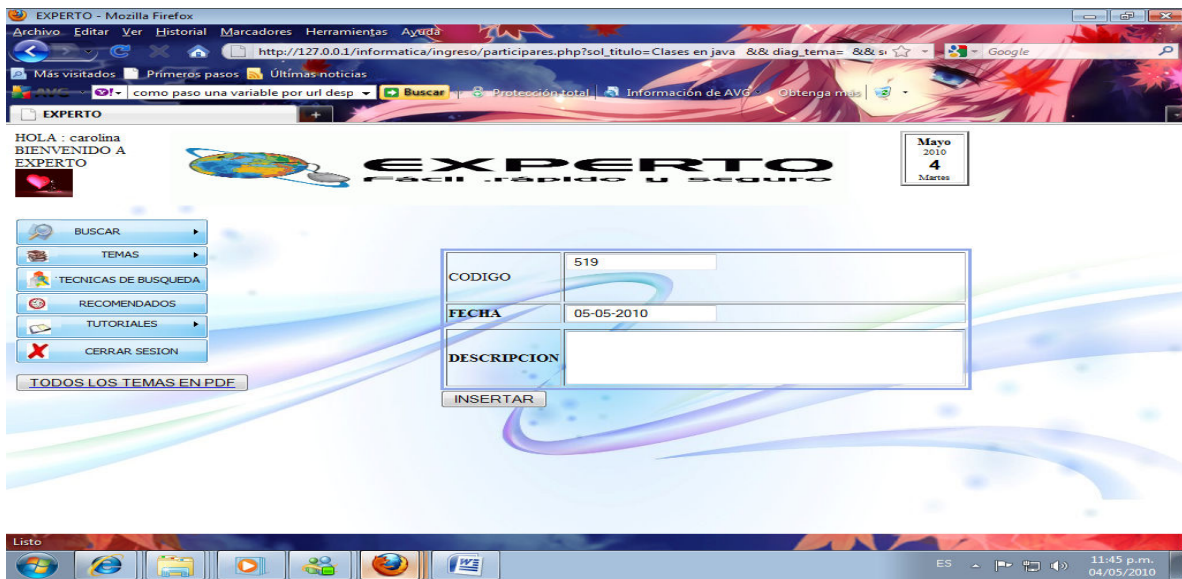 EXPERTO - Mozilla Firefox
Archivo Editar Ver Historial Marcadores Herramientas Ayuda
http://127.0.0.1/informatica/ingreso/participares.php?sol_titulo=Clases en java && diag_tema= && si
Google
Más visitados Primeros pasos Últimas noticias
AVG Y! como paso una variable por url desp Buscar Protección total Información de AVG Obtenga más
EXPERTO
HOLA : carolina
BIENVENIDO A
EXPERTO
EXPERTO
Fácil .rápido y seguro
Mayo
2010
4
Martes
BUSCAR
TEMAS
TECNICAS DE BUSQUEDA
RECOMENDADOS
TUTORIALES
CERRAR SESION
TODOS LOS TEMAS EN PDF
CODIGO 519
FECHA 05-05-2010
DESCRIPCION
INSERTAR
Listo
ES 11:45 p.m.
04/05/2010